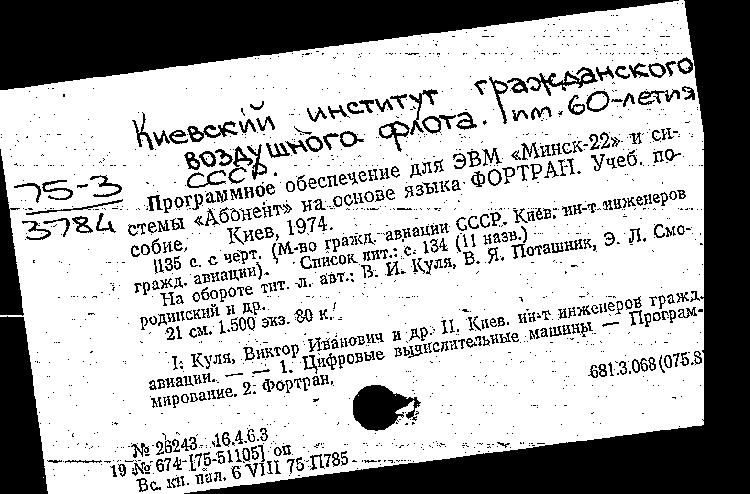 Киевский институт гражданского
воздушного флота. им. 60-летия
СССР.
75-3
3784
Программное обеспечение для ЭВМ «Минск-22» и си-
стемы «Абонент» на основе языка ФОРТРАН. Учеб. по-
собие. Киев, 1974.
135 с. с черт. (М-во гражд. авиации СССР. Киев. ин-т инженеров
гражд. авиации). Список лит.: с. 134 (11 назв.)
На обороте тит. л. авт.: В. И. Куля, В. Я. Поташник, Э. Л. Смо-
родинский и др.
21 см. 1.500 экз. 80 к.
I. Куля, Виктор Иванович и др. II. Киев. ин-т инженеров гражд.
авиации. — — 1. Цифровые вычислительные машины — Програм-
мирование. 2. Фортран.
681.3.068(075.8
№ 26243 16.4.6.3
19 № 674 [75-51105] оп
Вс. кн. пал. 6 VIII 75 П785